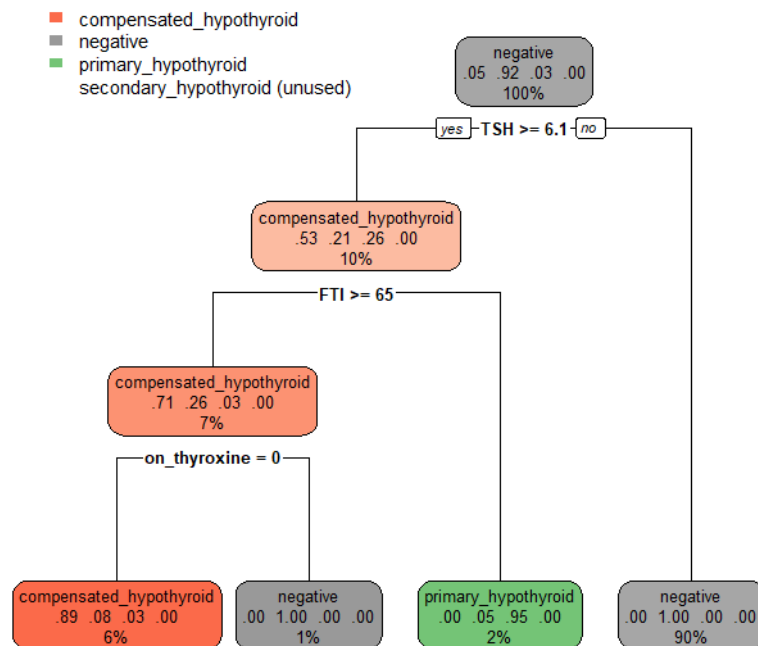 compensated_hypothyroid
negative
primary_hypothyroid
secondary_hypothyroid (unused)
negative
.05 .92 .03 .00
100%
yes TSH >= 6.1 no
compensated_hypothyroid
.53 .21 .26 .00
10%
FTI >= 65
compensated_hypothyroid
.71 .26 .03 .00
7%
on_thyroxine = 0
compensated_hypothyroid
.89 .08 .03 .00
6%
negative
.00 1.00 .00 .00
1%
primary_hypothyroid
.00 .05 .95 .00
2%
negative
.00 1.00 .00 .00
90%